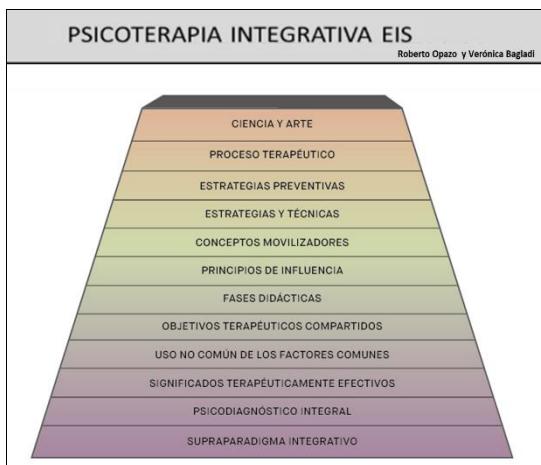 PSICOTERAPIA INTEGRATIVA EIS
Roberto Opazo y Verónica Bagladi
CIENCIA Y ARTE
PROCESO TERAPÉUTICO
ESTRATEGIAS PREVENTIVAS
ESTRATEGIAS Y TÉCNICAS
CONCEPTOS MOVILIZADORES
PRINCIPIOS DE INFLUENCIA
FASES DIDÁCTICAS
OBJETIVOS TERAPÉUTICOS COMPARTIDOS
USO NO COMÚN DE LOS FACTORES COMUNES
SIGNIFICADOS TERAPÉUTICAMENTE EFECTIVOS
PSICODIAGNÓSTICO INTEGRAL
SUPRAPARADIGMA INTEGRATIVO